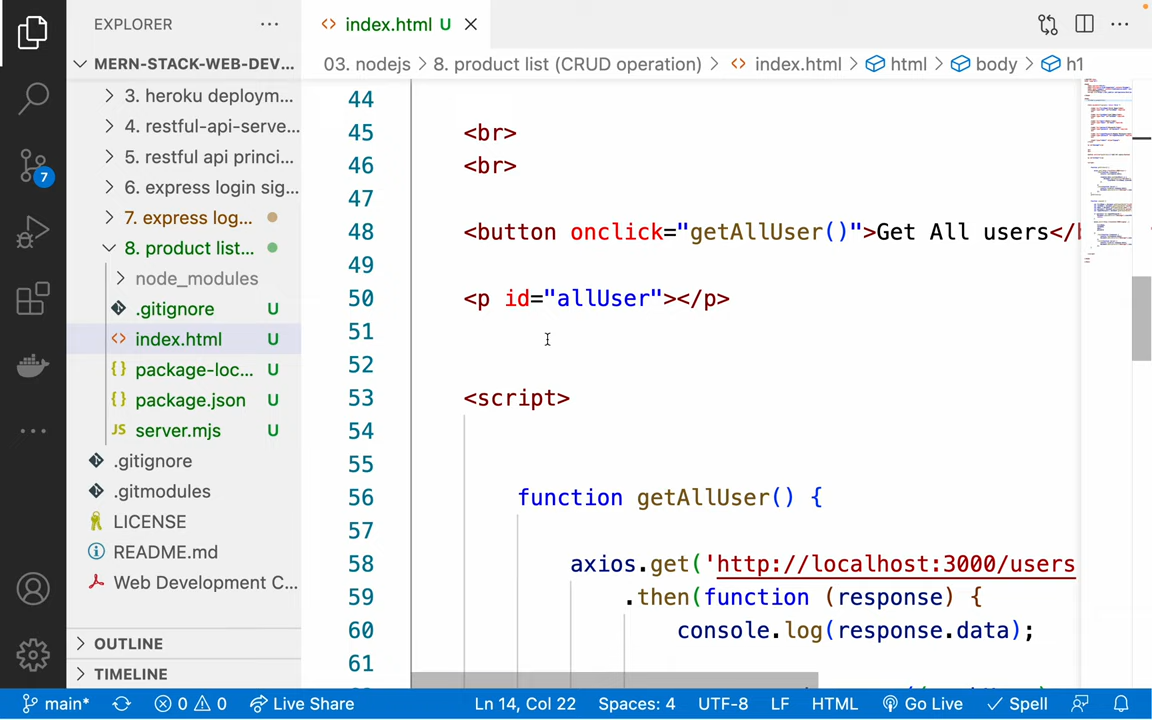 EXPLORER ···
index.html U
MERN-STACK-WEB-DEV...
03. nodejs > 8. product list (CRUD operation) > index.html > html > body > h1
3. heroku deploym...
4. restful-api-serve...
5. restful api princi...
6. express login sig...
7. express log...
8. product list...
node_modules
.gitignore U
index.html U
package-loc... U
package.json U
server.mjs U
.gitignore
.gitmodules
LICENSE
README.md
Web Development C...
OUTLINE
TIMELINE
7
44
45 <br>
46 <br>
47
48 <button onclick="getAllUser()">Get All users</b
49
50 <p id="allUser"></p>
51
52
53 <script>
54
55
56 function getAllUser() {
57
58 axios.get('http://localhost:3000/users
59 .then(function (response) {
60 console.log(response.data);
61
main* 0 0 Live Share Ln 14, Col 22 Spaces: 4 UTF-8 LF HTML Go Live Spell